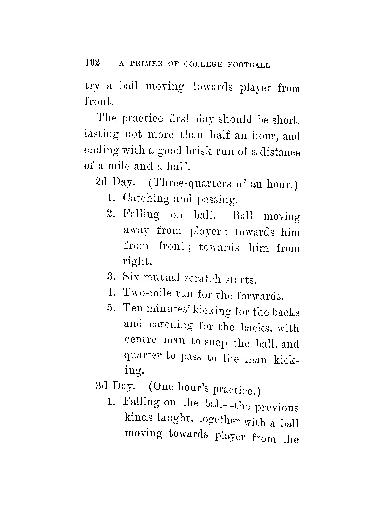 102 A PRIMER OF COLLEGE FOOTBALL
try a ball moving towards player from
front.
The practice first day should be short,
lasting not more than half an hour, and
ending with a good brisk run of a distance
of a mile and a half.
2d Day. (Three-quarters of an hour.)
1. Catching and passing.
2. Falling on ball. Ball moving
away from player; towards him
from front; towards him from
right.
3. Six mutual scratch starts.
4. Two-mile run for the forwards.
5. Ten minutes' kicking for the backs
and catching for the backs, with
centre man to snap the ball, and
quarter to pass to the man kick-
ing.
3d Day. (One hour's practice.)
1. Falling on the ball—the previous
kinds taught, together with a ball
moving towards player from the